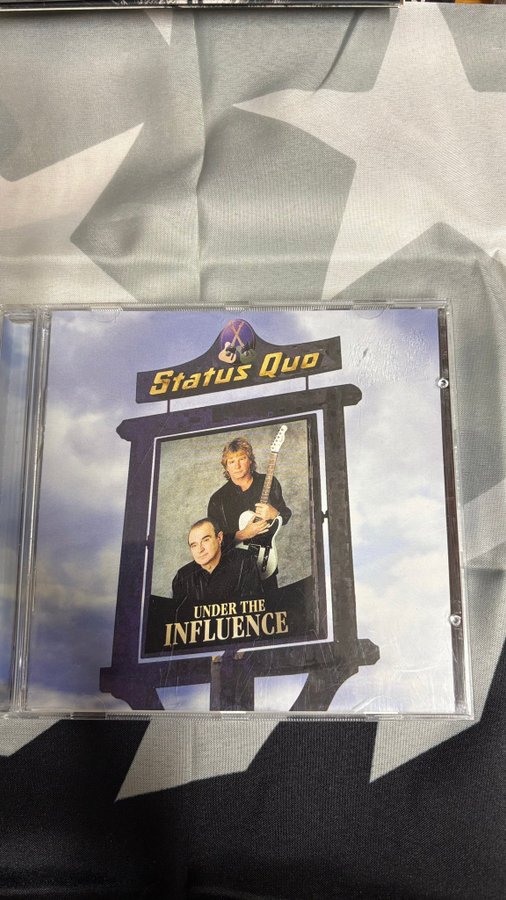 Status Quo
UNDER THE
INFLUENCE